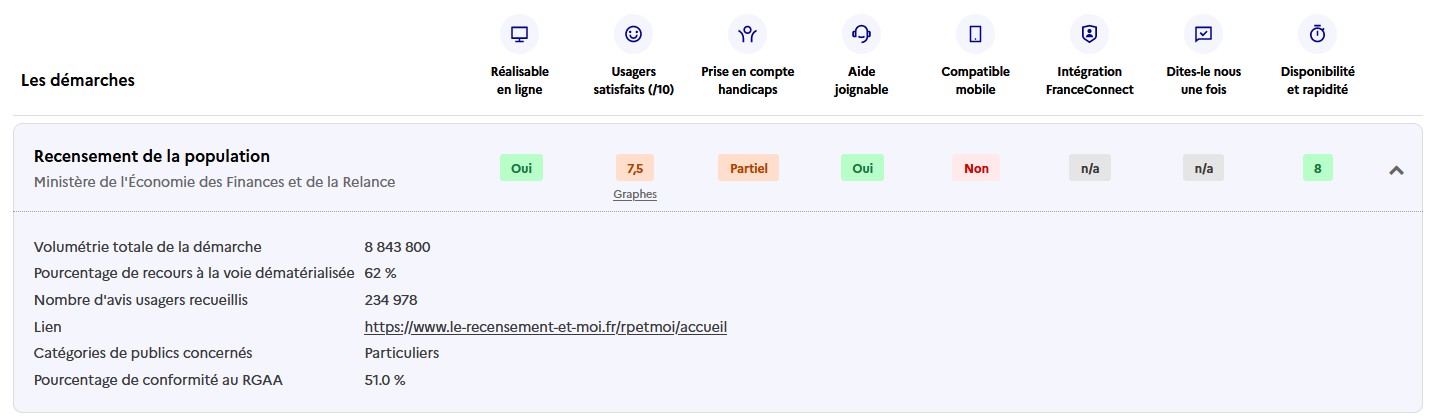 Les démarches
Réalisable
en ligne
Usagers
satisfaits (/10)
Prise en compte
handicaps
Aide
joignable
Compatible
mobile
Intégration
FranceConnect
Dites-le nous
une fois
Disponibilité
et rapidité
Recensement de la population
Ministère de l'Économie des Finances et de la Relance
Oui
7,5
Graphes
Partiel
Oui
Non
n/a
n/a
8
Volumétrie totale de la démarche 8 843 800
Pourcentage de recours à la voie dématérialisée 62 %
Nombre d'avis usagers recueillis 234 978
Lien https://www.le-recensement-et-moi.fr/rpetmoi/accueil
Catégories de publics concernés Particuliers
Pourcentage de conformité au RGAA 51.0 %